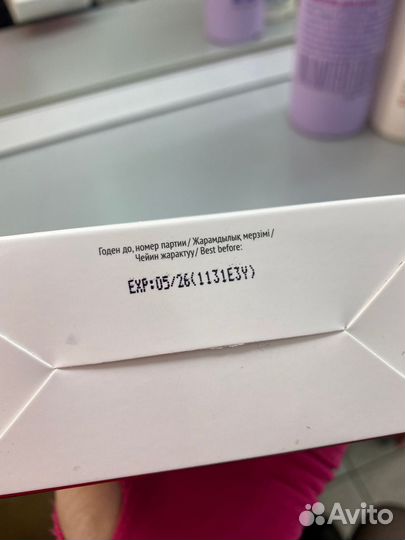 Годен до, номер партии / Жарамдылық мерзімі /
Чейин жарактуу / Best before:
EXP:05/26(1131E3Y)
Avito